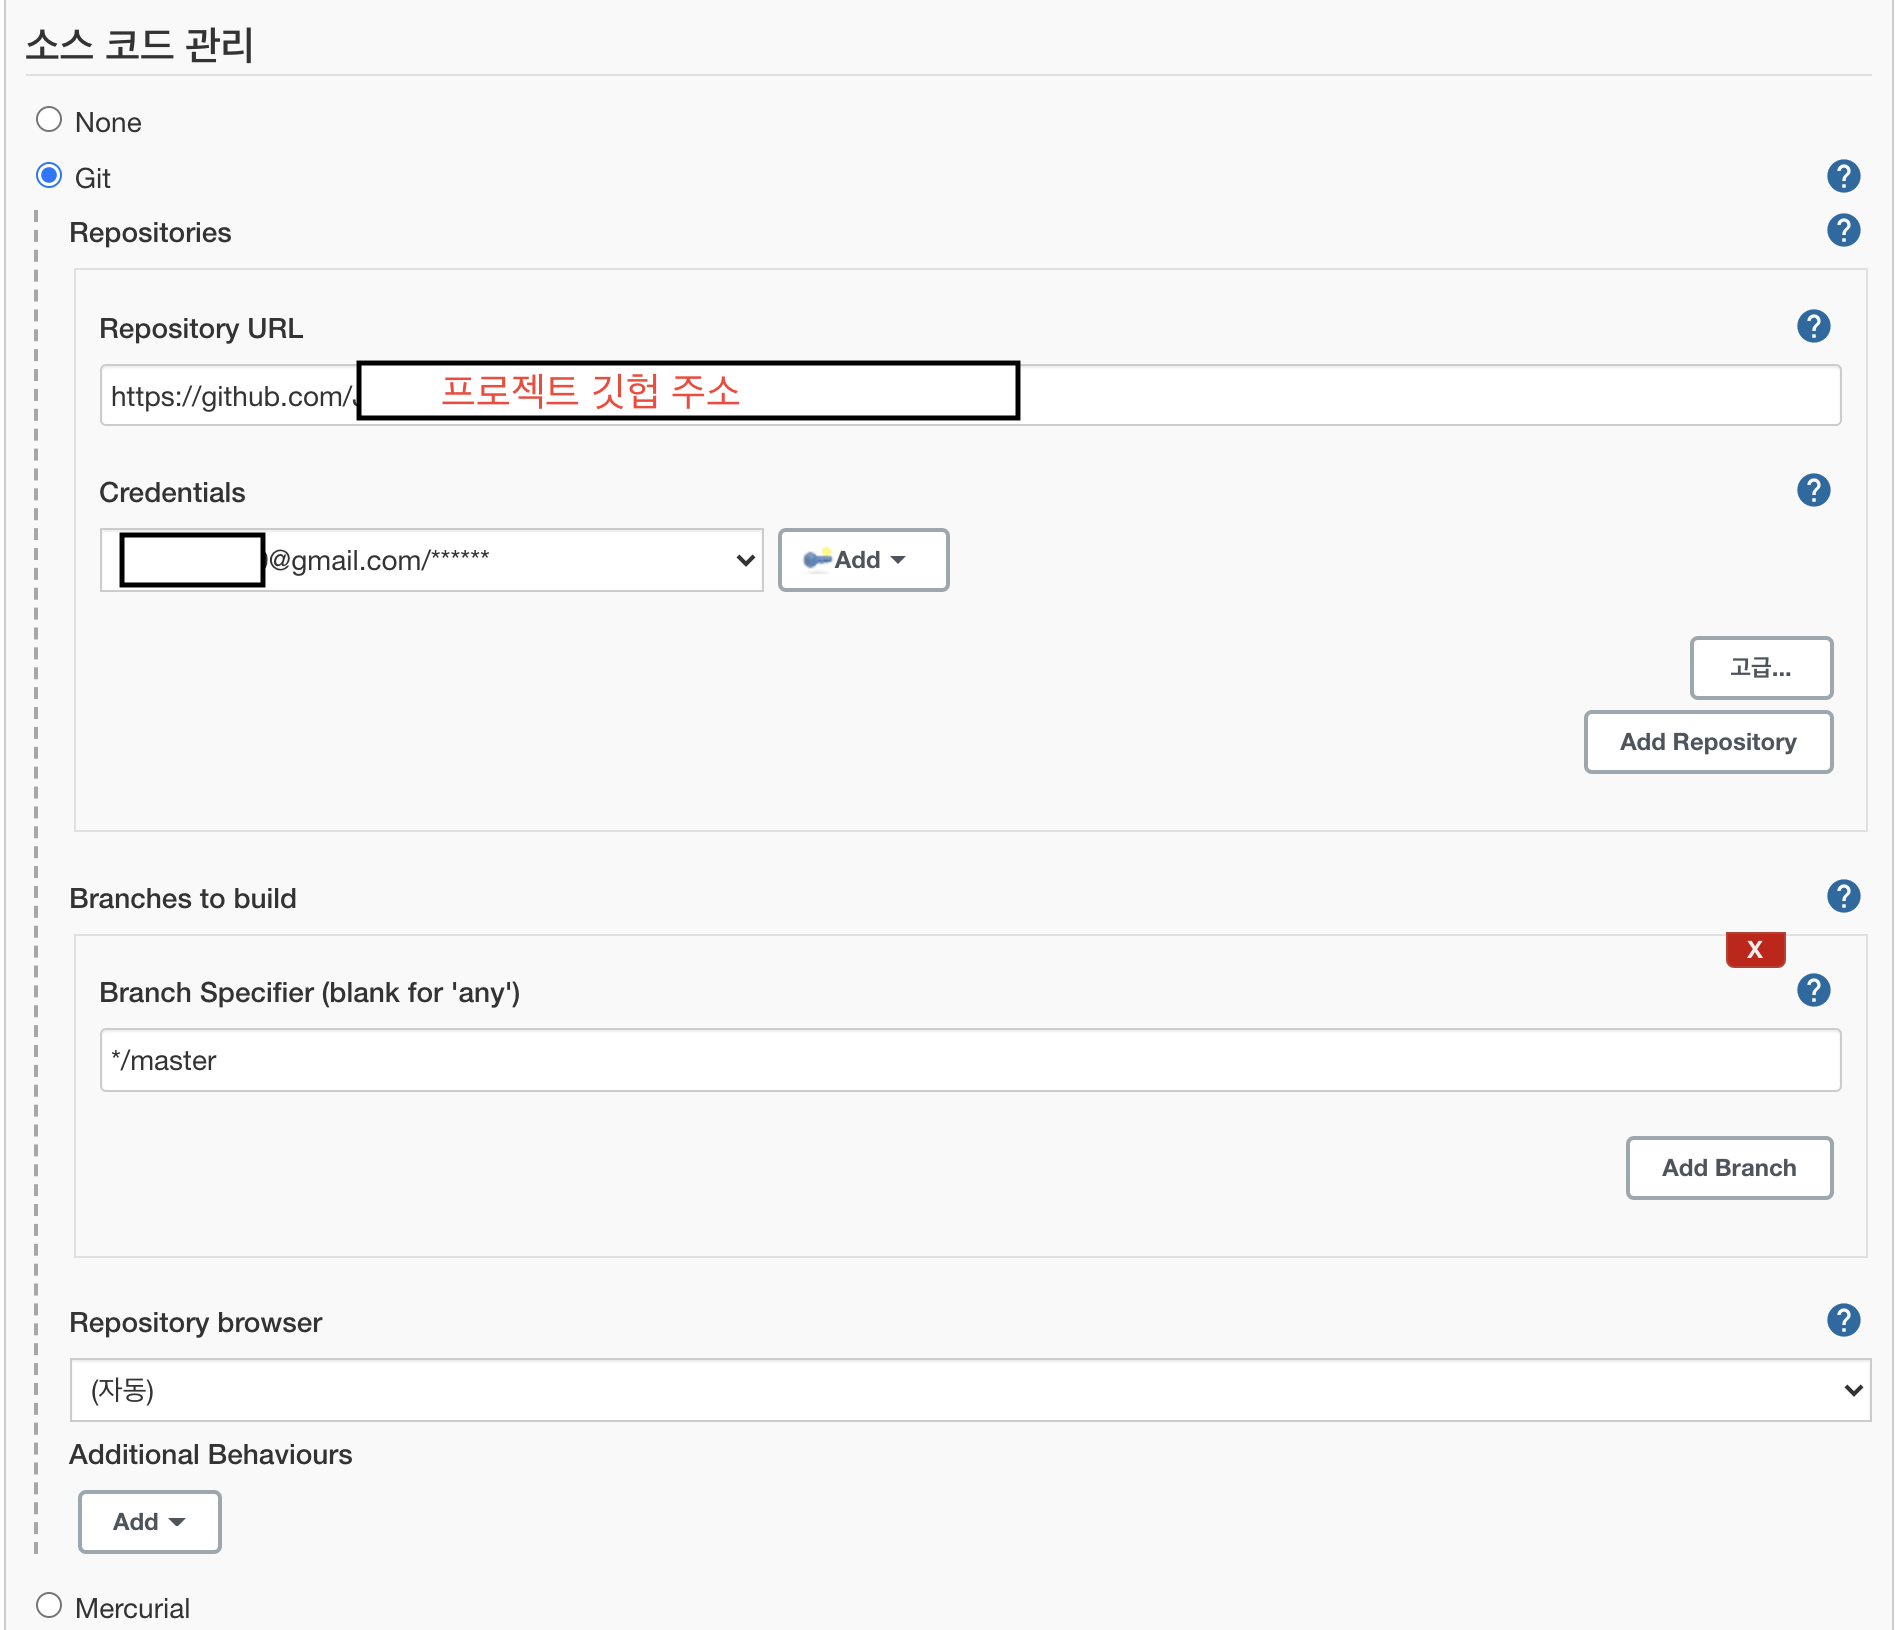 소스 코드 관리
None
Git
Repositories
Repository URL
https://github.com/
프로젝트 깃헙 주소
Credentials
@gmail.com/******
Add
고급...
Add Repository
Branches to build
X
Branch Specifier (blank for 'any')
*/master
Add Branch
Repository browser
(자동)
Additional Behaviours
Add
Mercurial